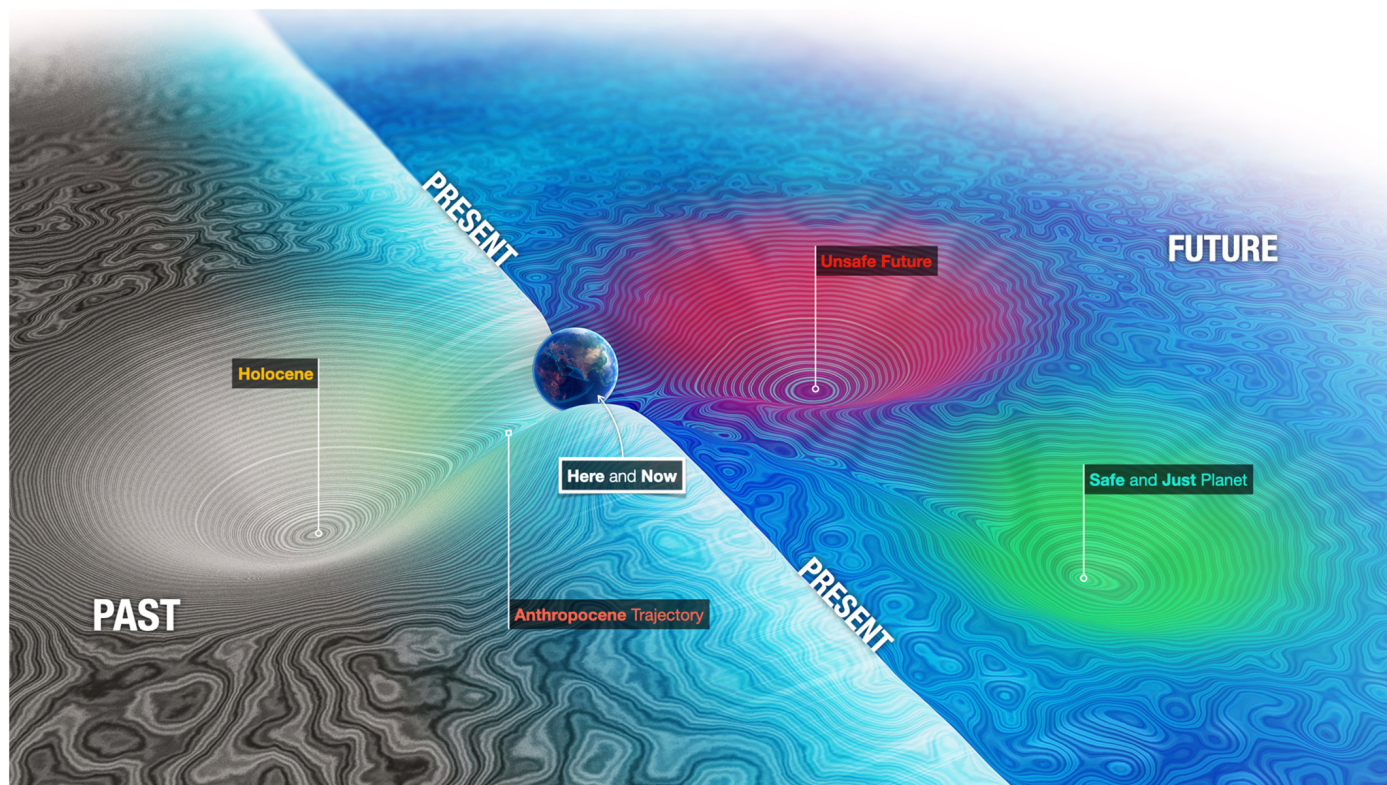 PRESENT
FUTURE
Unsafe Future
Holocene
Here and Now
Safe and Just Planet
PRESENT
PAST
Anthropocene Trajectory